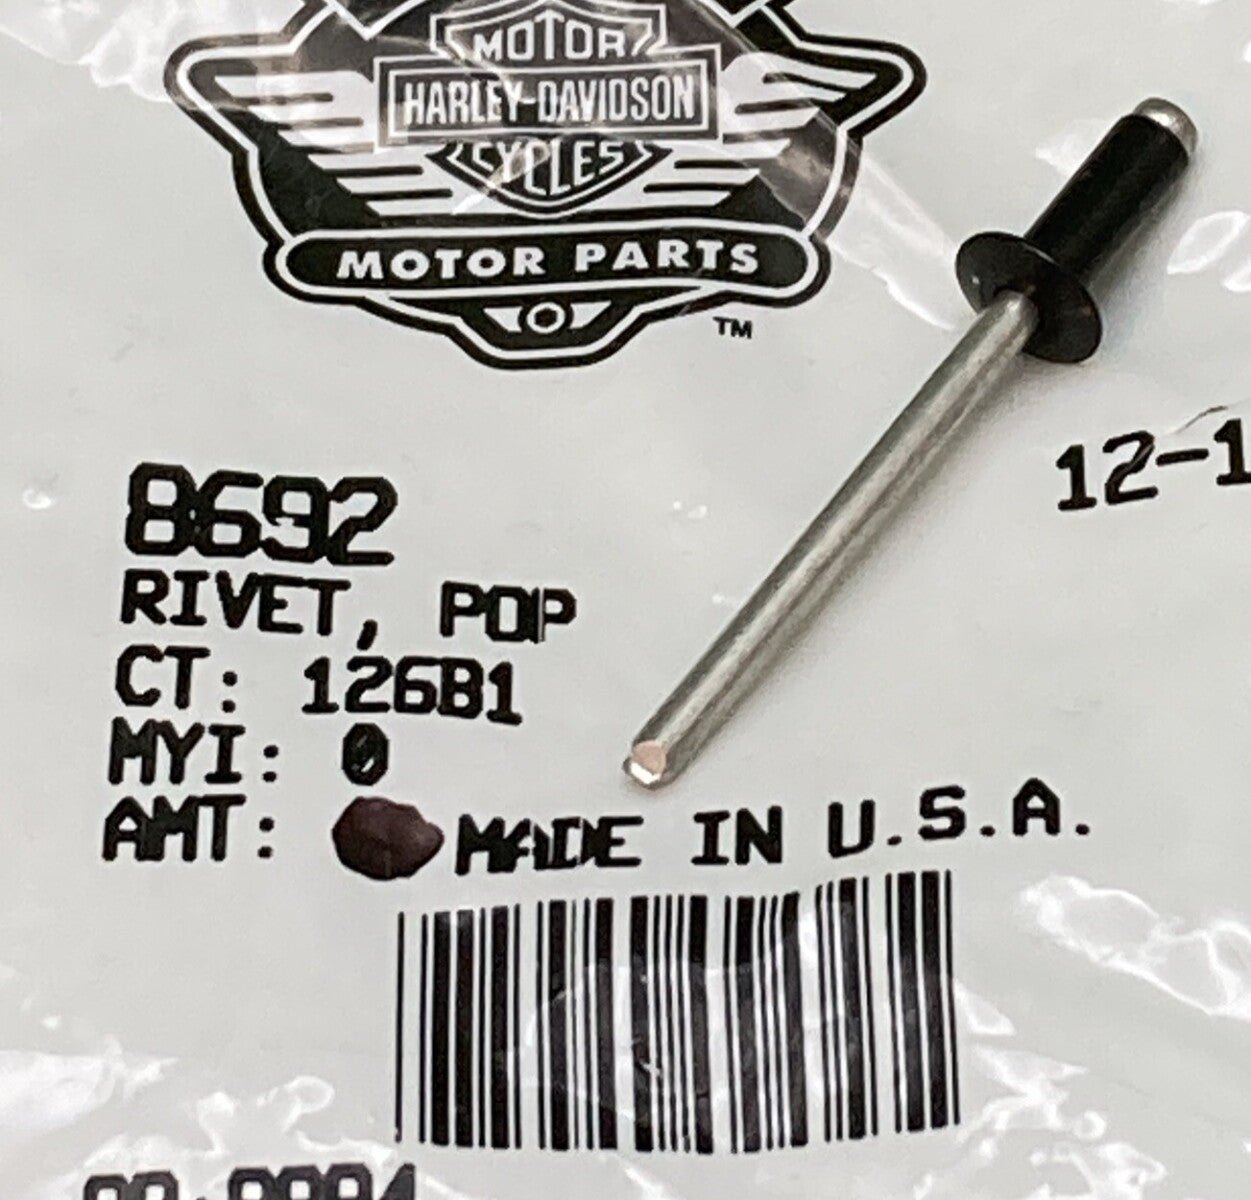 MOTOR
HARLEY-DAVIDSON
CYCLES
MOTOR PARTS
TM
12-1
8692
RIVET, POP
CT: 126B1
MYI: 0
AMT: MADE IN U.S.A.